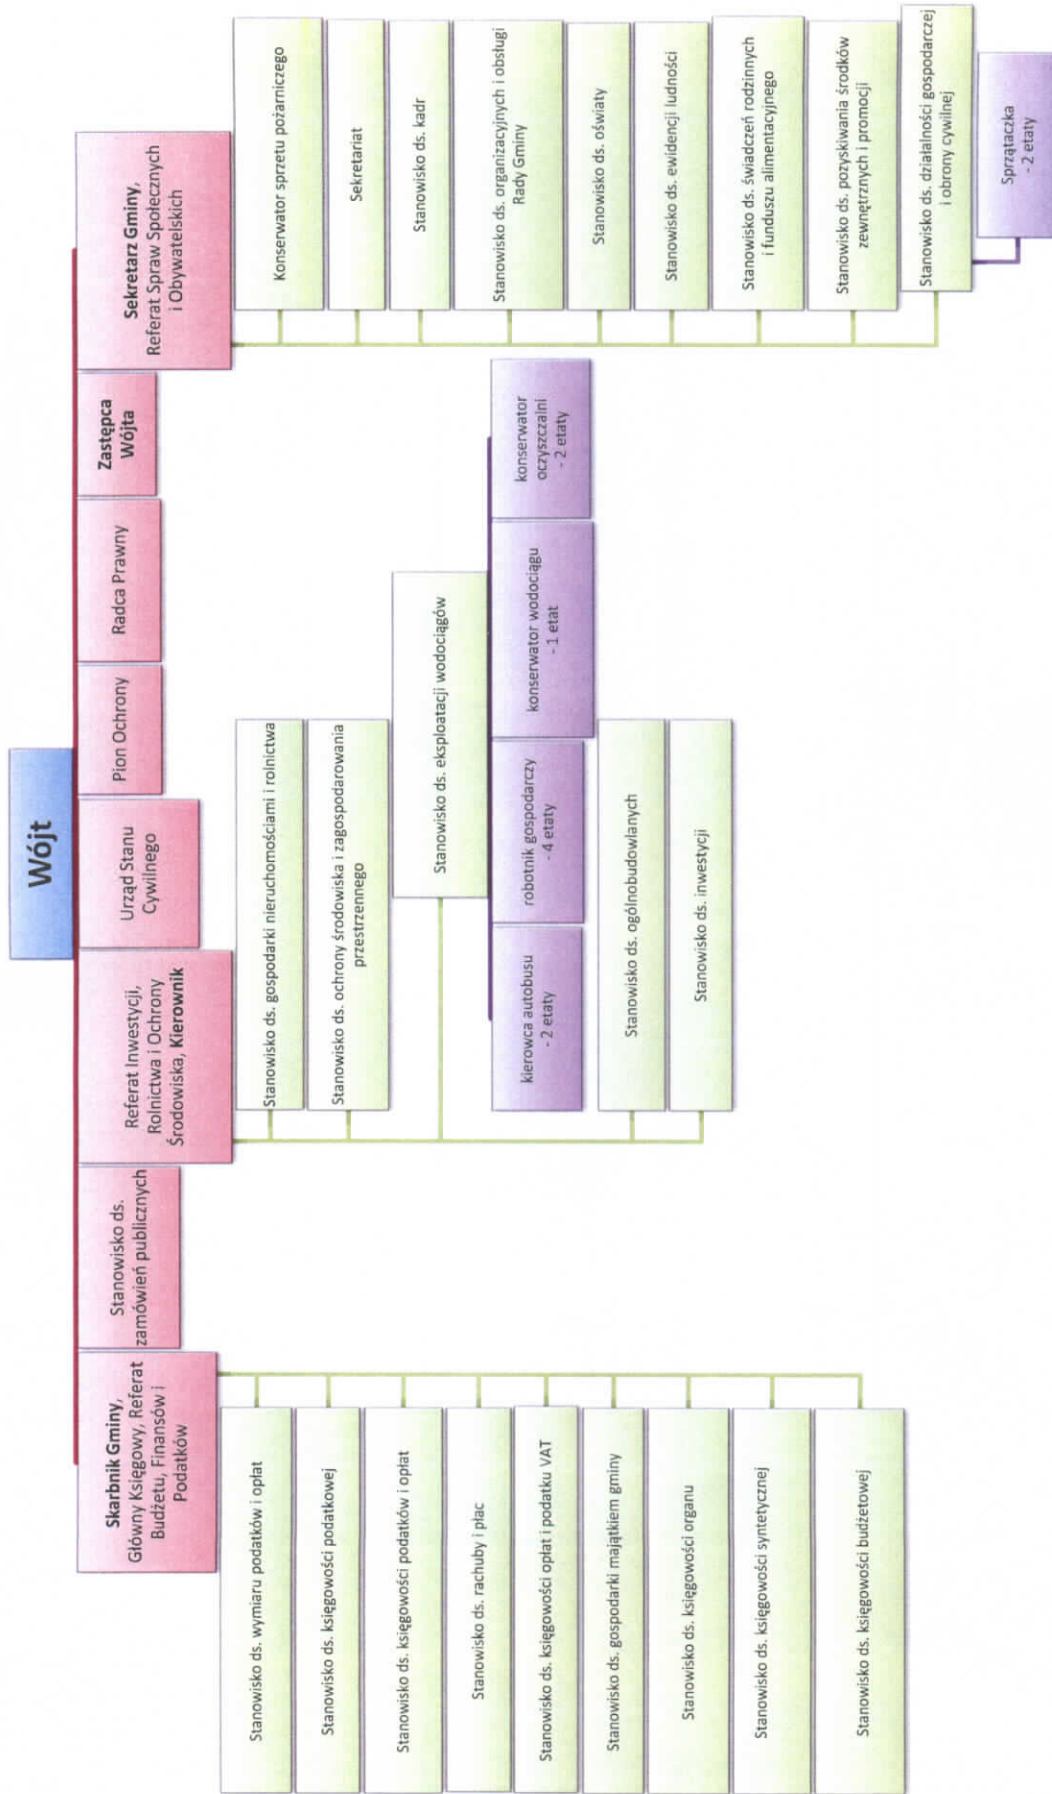 Wójt
Skarbnik Gminy,
Główny Księgowy, Referat
Budżetu, Finansów i
Podatków
Stanowisko ds.
zamówień publicznych
Referat Inwestycji,
Rolnictwa i Ochrony
Środowiska, Kierownik
Urząd Stanu
Cywilnego
Pion Ochrony
Radca Prawny
Zastępca
Wójta
Sekretarz Gminy,
Referat Spraw Społecznych
i Obywatelskich
Stanowisko ds. wymiaru podatków i opłat
Stanowisko ds. księgowości podatkowej
Stanowisko ds. księgowości podatków i opłat
Stanowisko ds. rachuby i płac
Stanowisko ds. księgowości opłat i podatku VAT
Stanowisko ds. gospodarki majątkiem gminy
Stanowisko ds. księgowości organu
Stanowisko ds. księgowości syntetycznej
Stanowisko ds. księgowości budżetowej
Stanowisko ds. gospodarki nieruchomościami i rolnictwa
Stanowisko ds. ochrony środowiska i zagospodarowania
przestrzennego
Stanowisko ds. eksploatacji wodociągów
kierowca autobusu
- 2 etaty
robotnik gospodarczy
- 4 etaty
konserwator wodociągu
- 1 etat
konserwator
oczyszczalni
- 2 etaty
Stanowisko ds. ogólnobudowlanych
Stanowisko ds. inwestycji
Konserwator sprzętu pożarniczego
Sekretariat
Stanowisko ds. kadr
Stanowisko ds. organizacyjnych i obsługi
Rady Gminy
Stanowisko ds. oświaty
Stanowisko ds. ewidencji ludności
Stanowisko ds. świadczeń rodzinnych
i funduszu alimentacyjnego
Stanowisko ds. pozyskiwania środków
zewnętrznych i promocji
Stanowisko ds. działalności gospodarczej
i obrony cywilnej
Sprzątaczka
- 2 etaty